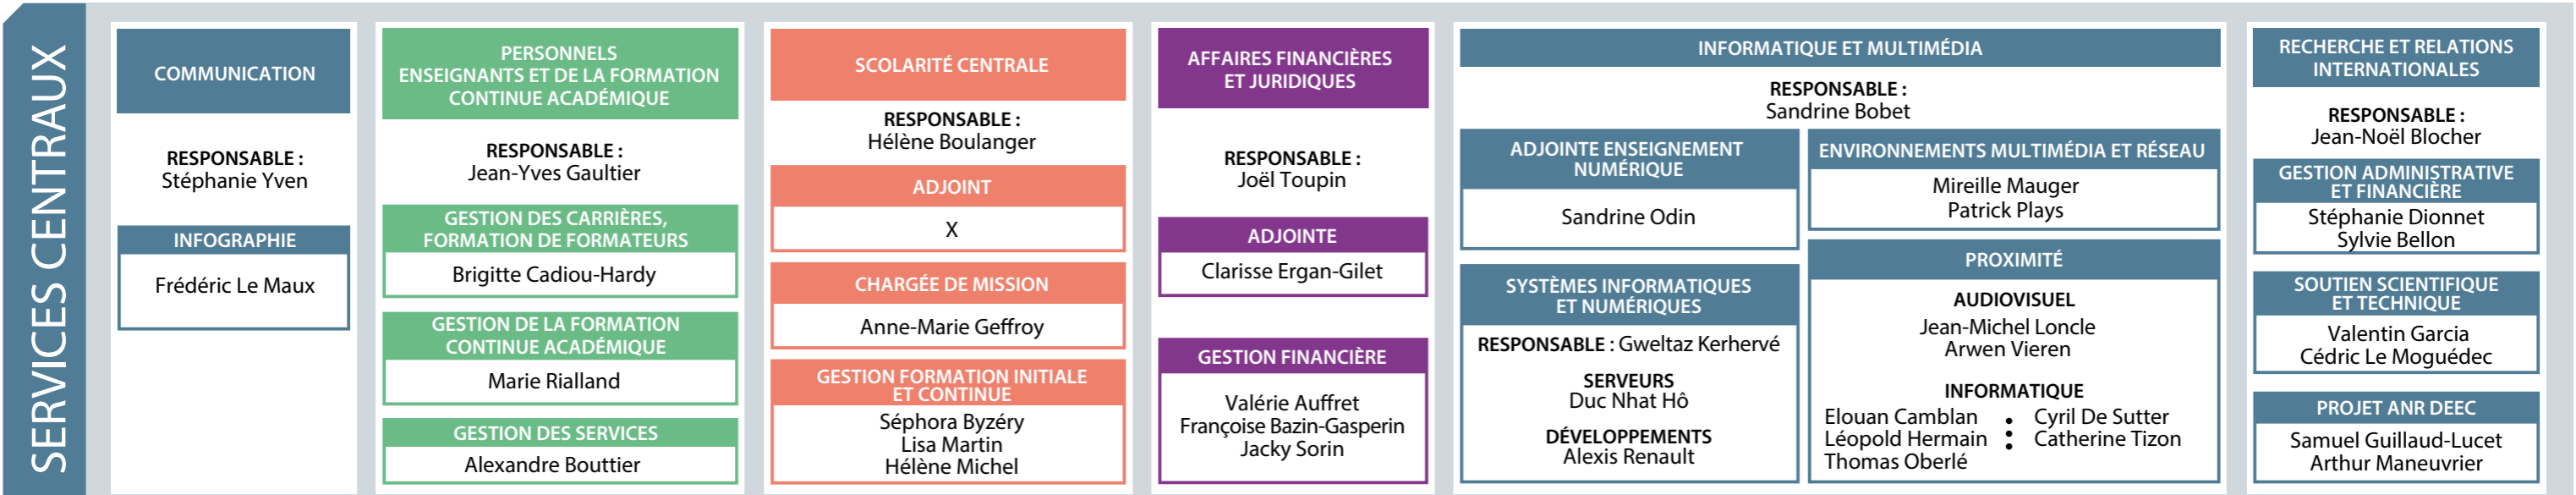 SERVICES CENTRAUX
COMMUNICATION
RESPONSABLE :
Stéphanie Yven
INFOGRAPHIE
Frédéric Le Maux
PERSONNELS
ENSEIGNANTS ET DE LA FORMATION
CONTINUE ACADÉMIQUE
RESPONSABLE :
Jean-Yves Gaultier
GESTION DES CARRIÈRES,
FORMATION DE FORMATEURS
Brigitte Cadiou-Hardy
GESTION DE LA FORMATION
CONTINUE ACADÉMIQUE
Marie Rialland
GESTION DES SERVICES
Alexandre Bouttier
SCOLARITÉ CENTRALE
RESPONSABLE :
Hélène Boulanger
ADJOINT
X
CHARGÉE DE MISSION
Anne-Marie Geffroy
GESTION FORMATION INITIALE
ET CONTINUE
Séphora Byzéry
Lisa Martin
Hélène Michel
AFFAIRES FINANCIÈRES
ET JURIDIQUES
RESPONSABLE :
Joël Toupin
ADJOINTE
Clarisse Ergan-Gilet
GESTION FINANCIÈRE
Valérie Auffret
Françoise Bazin-Gasperin
Jacky Sorin
INFORMATIQUE ET MULTIMÉDIA
RESPONSABLE :
Sandrine Bobet
ADJOINTE ENSEIGNEMENT
NUMÉRIQUE
Sandrine Odin
SYSTÈMES INFORMATIQUES
ET NUMÉRIQUES
RESPONSABLE : Gweltaz Kerhervé
SERVEURS
Duc Nhat Hô
DÉVELOPPEMENTS
Alexis Renault
ENVIRONNEMENTS MULTIMÉDIA ET RÉSEAU
Mireille Mauger
Patrick Plays
PROXIMITÉ
AUDIOVISUEL
Jean-Michel Loncle
Arwen Vieren
INFORMATIQUE
Elouan Camblan
Léopold Hermain
Thomas Oberlé
Cyril De Sutter
Catherine Tizon
RECHERCHE ET RELATIONS
INTERNATIONALES
RESPONSABLE :
Jean-Noël Blocher
GESTION ADMINISTRATIVE
ET FINANCIÈRE
Stéphanie Dionnet
Sylvie Bellon
SOUTIEN SCIENTIFIQUE
ET TECHNIQUE
Valentin Garcia
Cédric Le Moguédec
PROJET ANR DEEC
Samuel Guillaud-Lucet
Arthur Maneuvrier